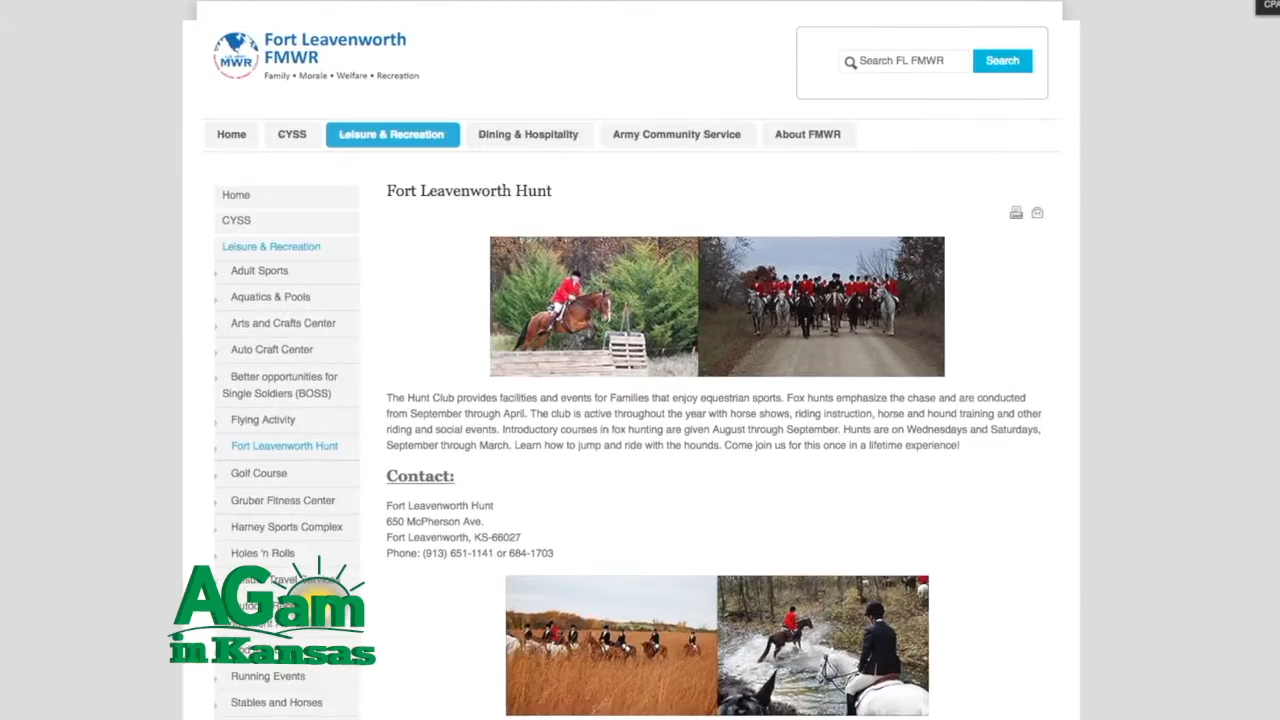 CPA
Fort Leavenworth
FMWR
U.S. ARMY
MWR
Family • Morale • Welfare • Recreation
Search FL FMWR
Search
Home
CYSS
Leisure & Recreation
Dining & Hospitality
Army Community Service
About FMWR
Home
CYSS
Leisure & Recreation
Adult Sports
Aquatics & Pools
Arts and Crafts Center
Auto Craft Center
Better opportunities for
Single Soldiers (BOSS)
Flying Activity
Fort Leavenworth Hunt
Golf Course
Gruber Fitness Center
Harney Sports Complex
Holes 'n Rolls
Travel
Running Events
Stables and Horses
Fort Leavenworth Hunt
The Hunt Club provides facilities and events for Families that enjoy equestrian sports. Fox hunts emphasize the chase and are conducted
from September through April. The club is active throughout the year with horse shows, riding instruction, horse and hound training and other
riding and social events. Introductory courses in fox hunting are given August through September. Hunts are on Wednesdays and Saturdays,
September through March. Learn how to jump and ride with the hounds. Come join us for this once in a lifetime experience!
Contact:
Fort Leavenworth Hunt
650 McPherson Ave.
Fort Leavenworth, KS-66027
Phone: (913) 651-1141 or 684-1703
AGam
in Kansas